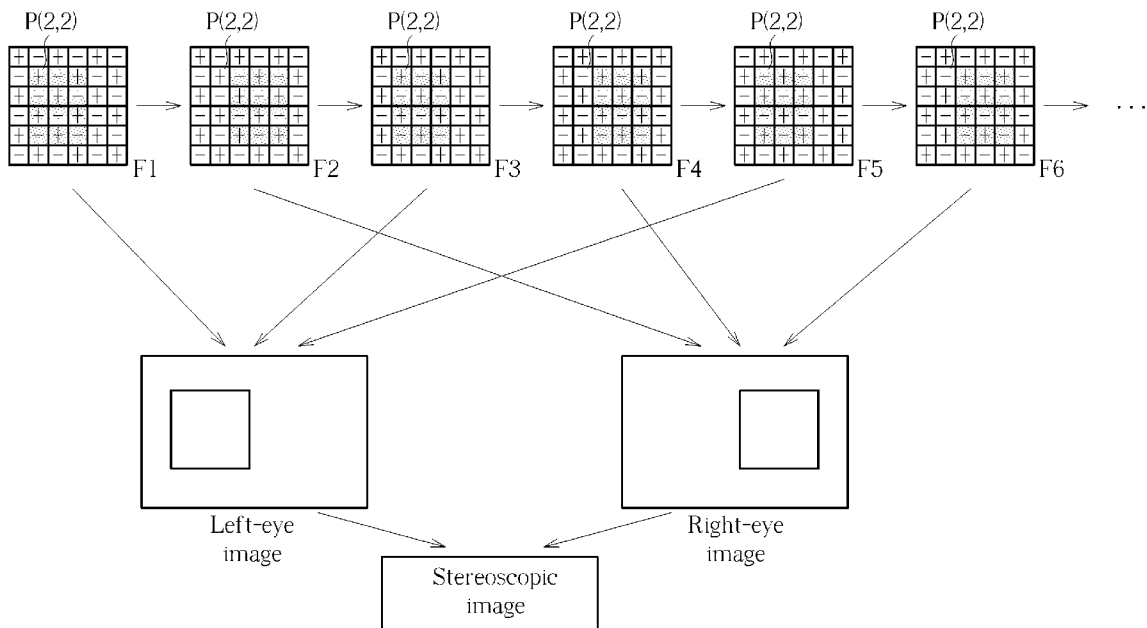 P(2,2) P(2,2) P(2,2) P(2,2) P(2,2) P(2,2)
...
F1 F2 F3 F4 F5 F6
Left-eye
image
Right-eye
image
Stereoscopic
image